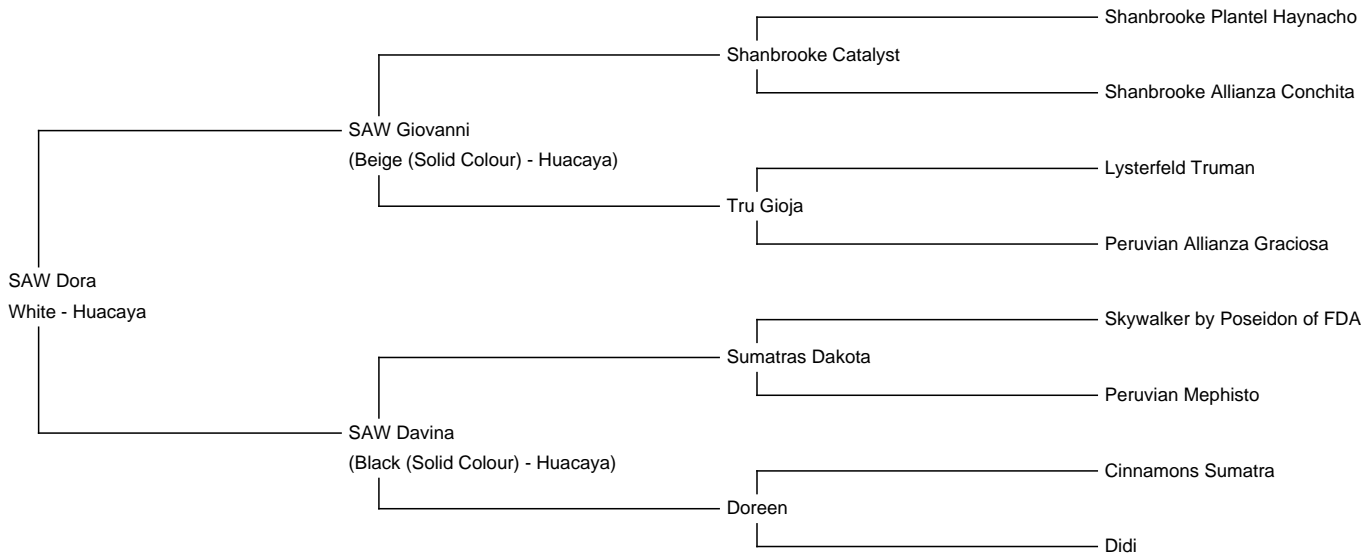 Shanbrooke Plantel Haynacho
Shanbrooke Catalyst
Shanbrooke Allianza Conchita
SAW Giovanni
(Beige (Solid Colour) - Huacaya)
Lysterfeld Truman
Tru Gioja
Peruvian Allianza Graciosa
SAW Dora
White - Huacaya
Skywalker by Poseidon of FDA
Sumatras Dakota
Peruvian Mephisto
SAW Davina
(Black (Solid Colour) - Huacaya)
Cinnamons Sumatra
Doreen
Didi